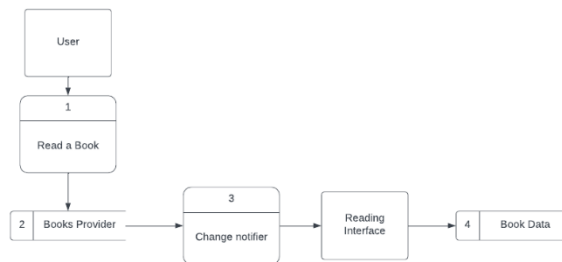 User
1
Read a Book
2 Books Provider
3
Change notifier
Reading
Interface
4 Book Data